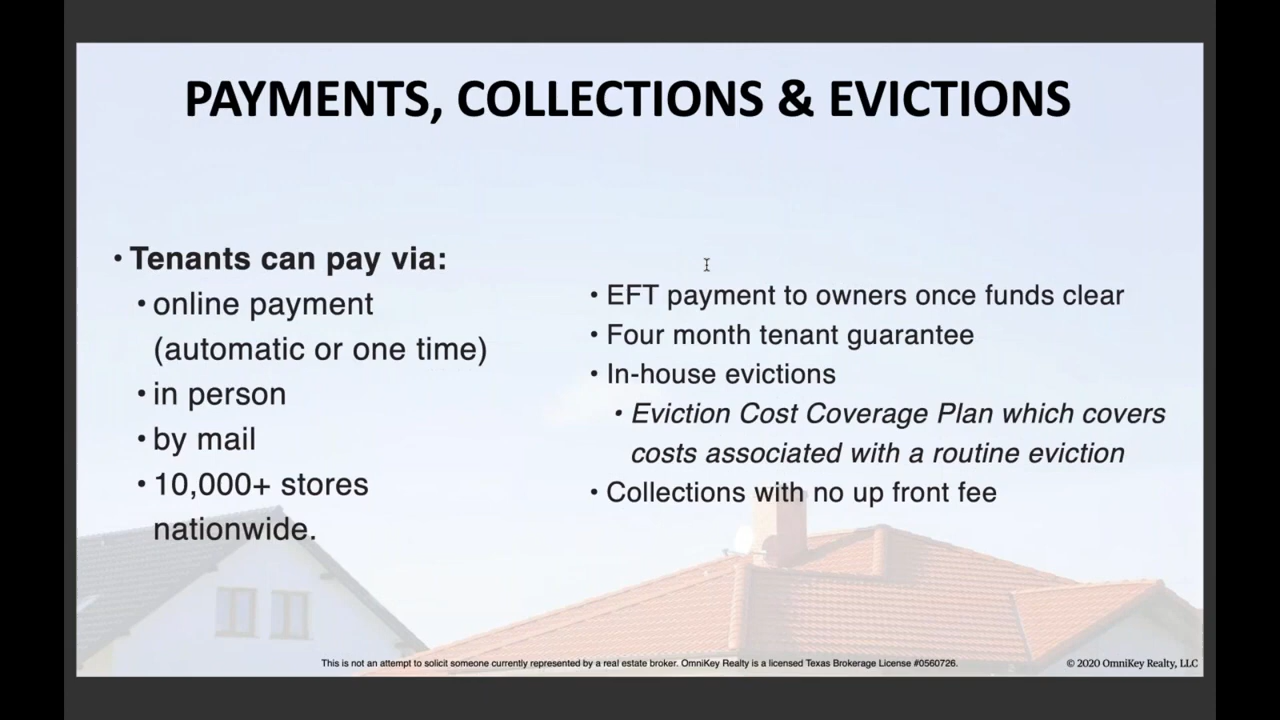 PAYMENTS, COLLECTIONS & EVICTIONS
• Tenants can pay via:
• online payment
(automatic or one time)
• in person
• by mail
• 10,000+ stores
nationwide.
• EFT payment to owners once funds clear
• Four month tenant guarantee
• In-house evictions
• Eviction Cost Coverage Plan which covers
costs associated with a routine eviction
• Collections with no up front fee
This is not an attempt to solicit someone currently represented by a real estate broker. OmniKey Realty is a licensed Texas Brokerage License #0560726.
© 2020 OmniKey Realty, LLC